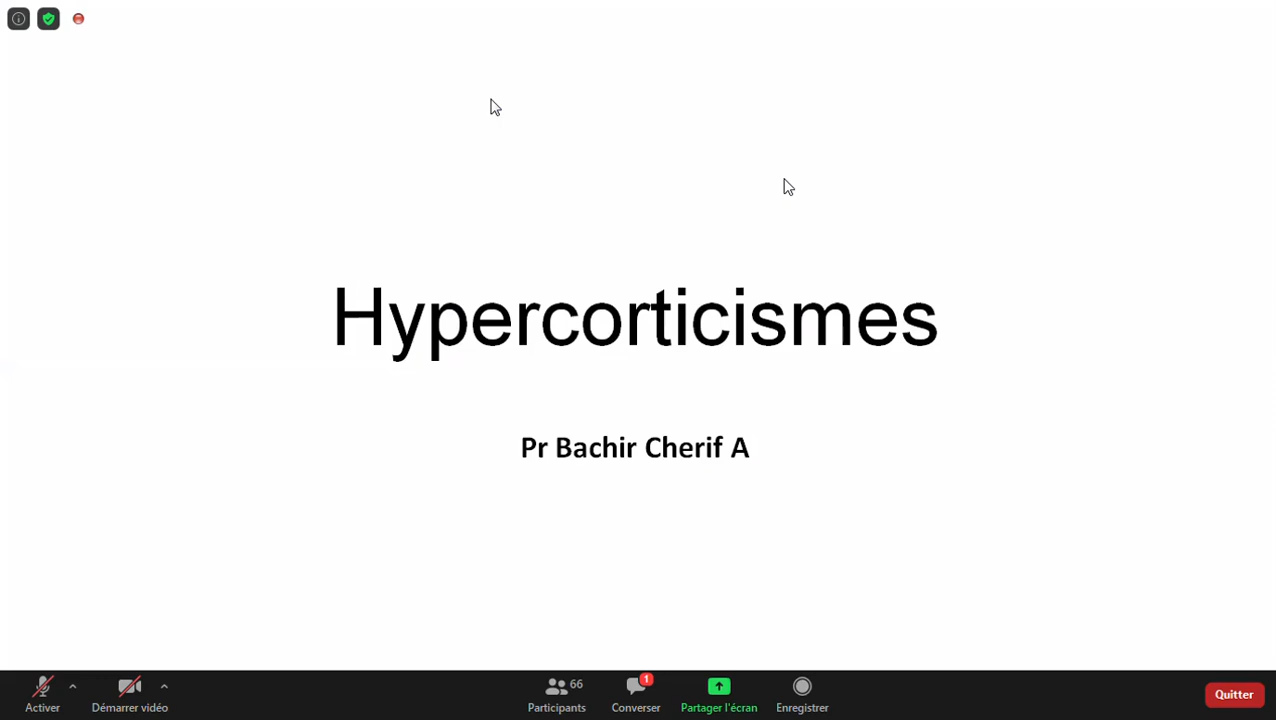 Hypercorticismes
Pr Bachir Cherif A
66
1
Activer
Démarrer vidéo
Participants
Converser
Partager l'écran
Enregistrer
Quitter